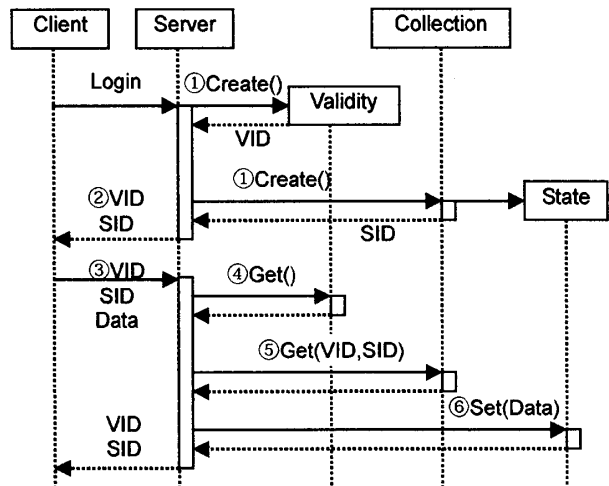 Client
Server
Collection
Login
①Create()
Validity
VID
①Create()
State
②VID
SID
SID
③VID
SID
Data
④Get()
⑤Get(VID,SID)
⑥Set(Data)
VID
SID